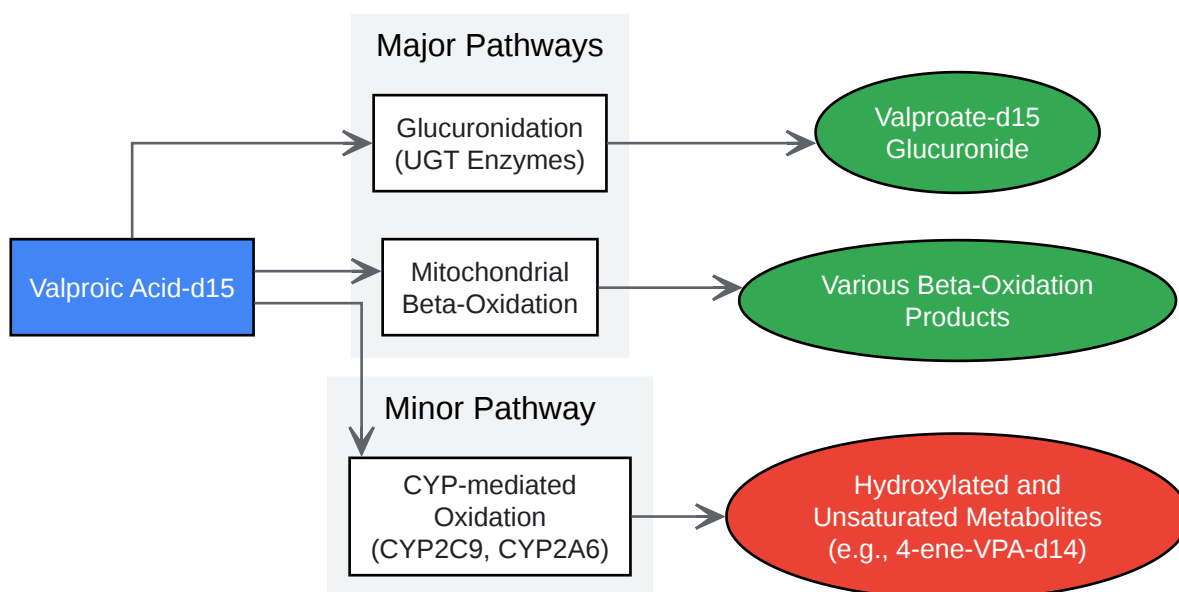 Major Pathways
Glucuronidation
(UGT Enzymes)
Valproate-d15
Glucuronide
Valproic Acid-d15
Mitochondrial
Beta-Oxidation
Various Beta-Oxidation
Products
Minor Pathway
CYP-mediated
Oxidation
(CYP2C9, CYP2A6)
Hydroxylated and
Unsaturated Metabolites
(e.g., 4-ene-VPA-d14)